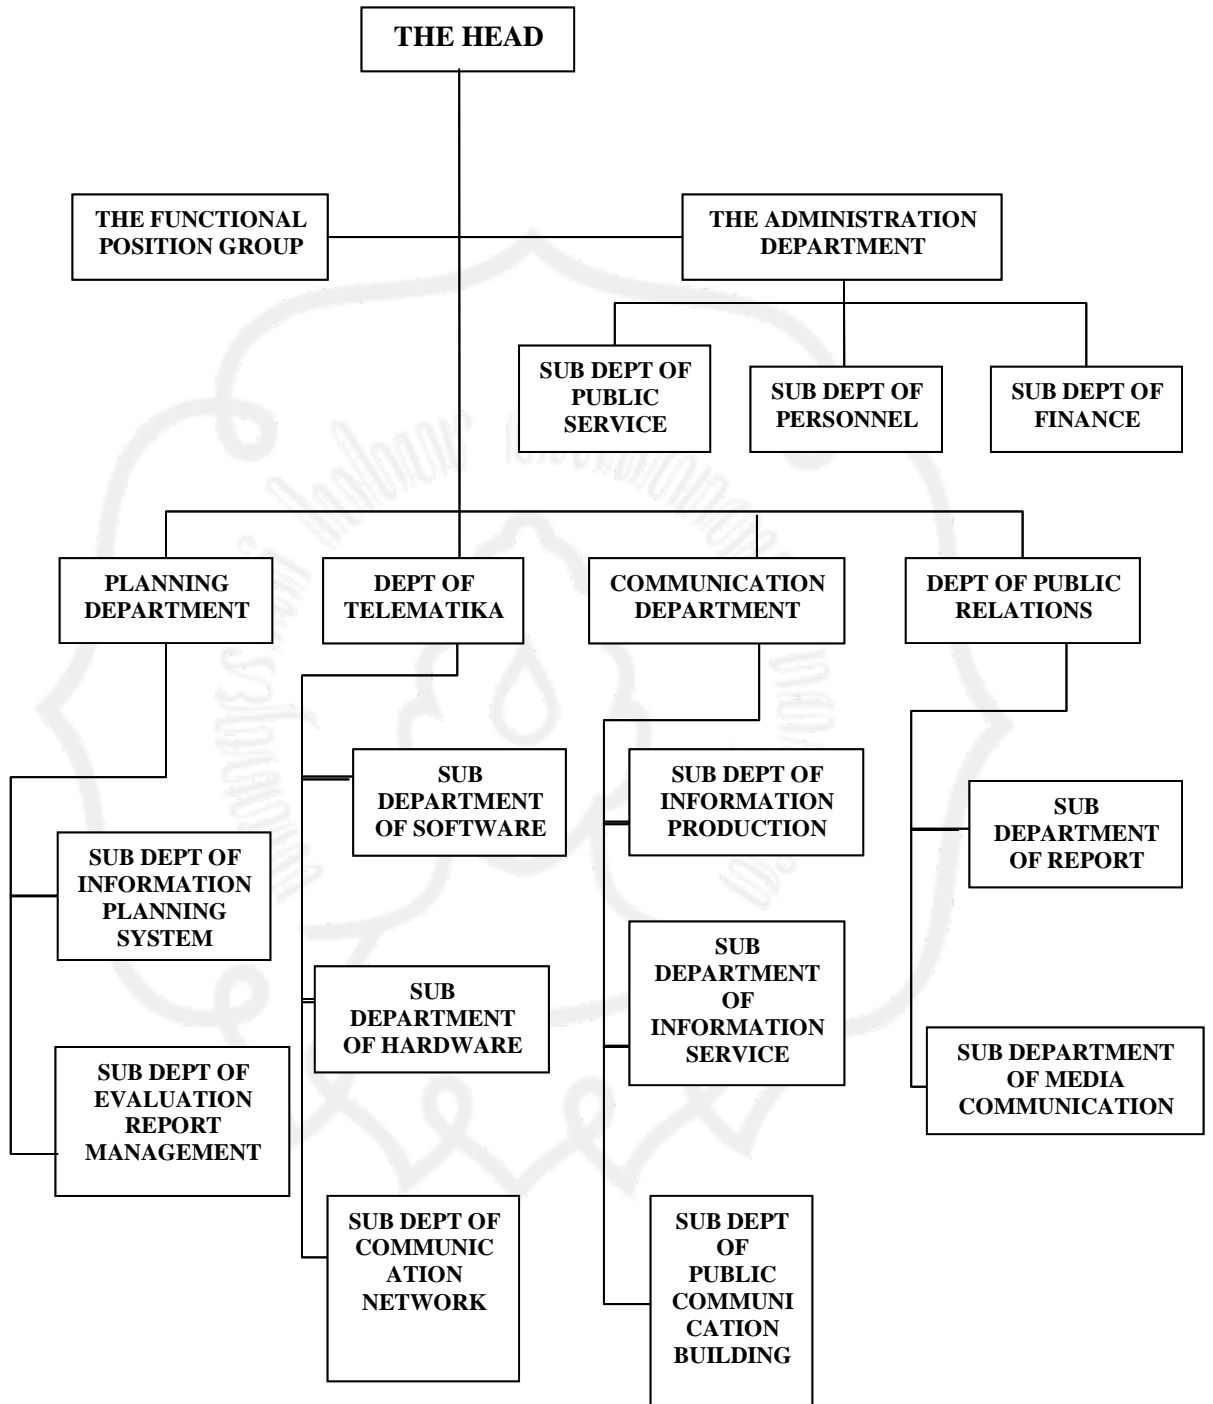 THE HEAD
THE FUNCTIONAL
POSITION GROUP
THE ADMINISTRATION
DEPARTMENT
SUB DEPT OF
PUBLIC
SERVICE
SUB DEPT OF
PERSONNEL
SUB DEPT OF
FINANCE
PLANNING
DEPARTMENT
DEPT OF
TELEMATIKA
COMMUNICATION
DEPARTMENT
DEPT OF PUBLIC
RELATIONS
SUB
DEPARTMENT
OF SOFTWARE
SUB DEPT OF
INFORMATION
PRODUCTION
SUB
DEPARTMENT
OF REPORT
SUB DEPT OF
INFORMATION
PLANNING
SYSTEM
SUB
DEPARTMENT
OF HARDWARE
SUB
DEPARTMENT
OF
INFORMATION
SERVICE
SUB DEPARTMENT
OF MEDIA
COMMUNICATION
SUB DEPT OF
EVALUATION
REPORT
MANAGEMENT
SUB DEPT OF
COMMUNIC
ATION
NETWORK
SUB DEPT
OF
PUBLIC
COMMUNI
CATION
BUILDING